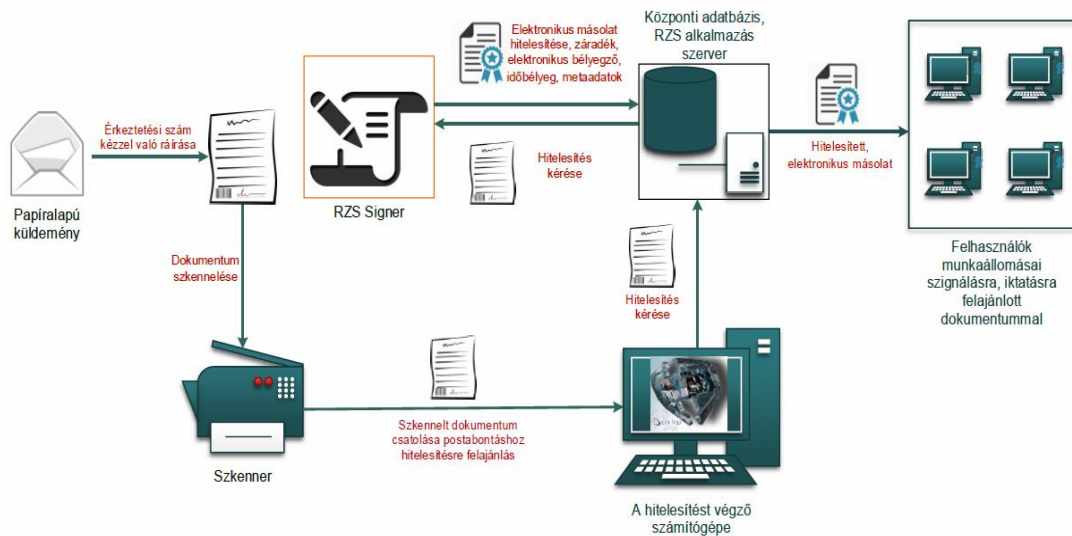 Elektronikus másolat
hitelesítése, záradék,
elektronikus bélyegző,
időbélyeg, metaadatok
Központi adatbázis,
RZS alkalmazás
szerver
Érkeztetési szám
kézzel való ráírása
Hitelesítés
kérése
Hitelesített,
elektronikus másolat
Papíralapú
küldemény
RZS Signer
Dokumentum
szkennelése
Hitelesítés
kérése
Felhasználók
munkaállomásai
szignálásra, iktatásra
felajánlott
dokumentummal
Szkennelt dokumentum
csatolása postabontáshoz
hitelesítésre felajánlás
Szkenner
A hitelesítést végző
számítógépe